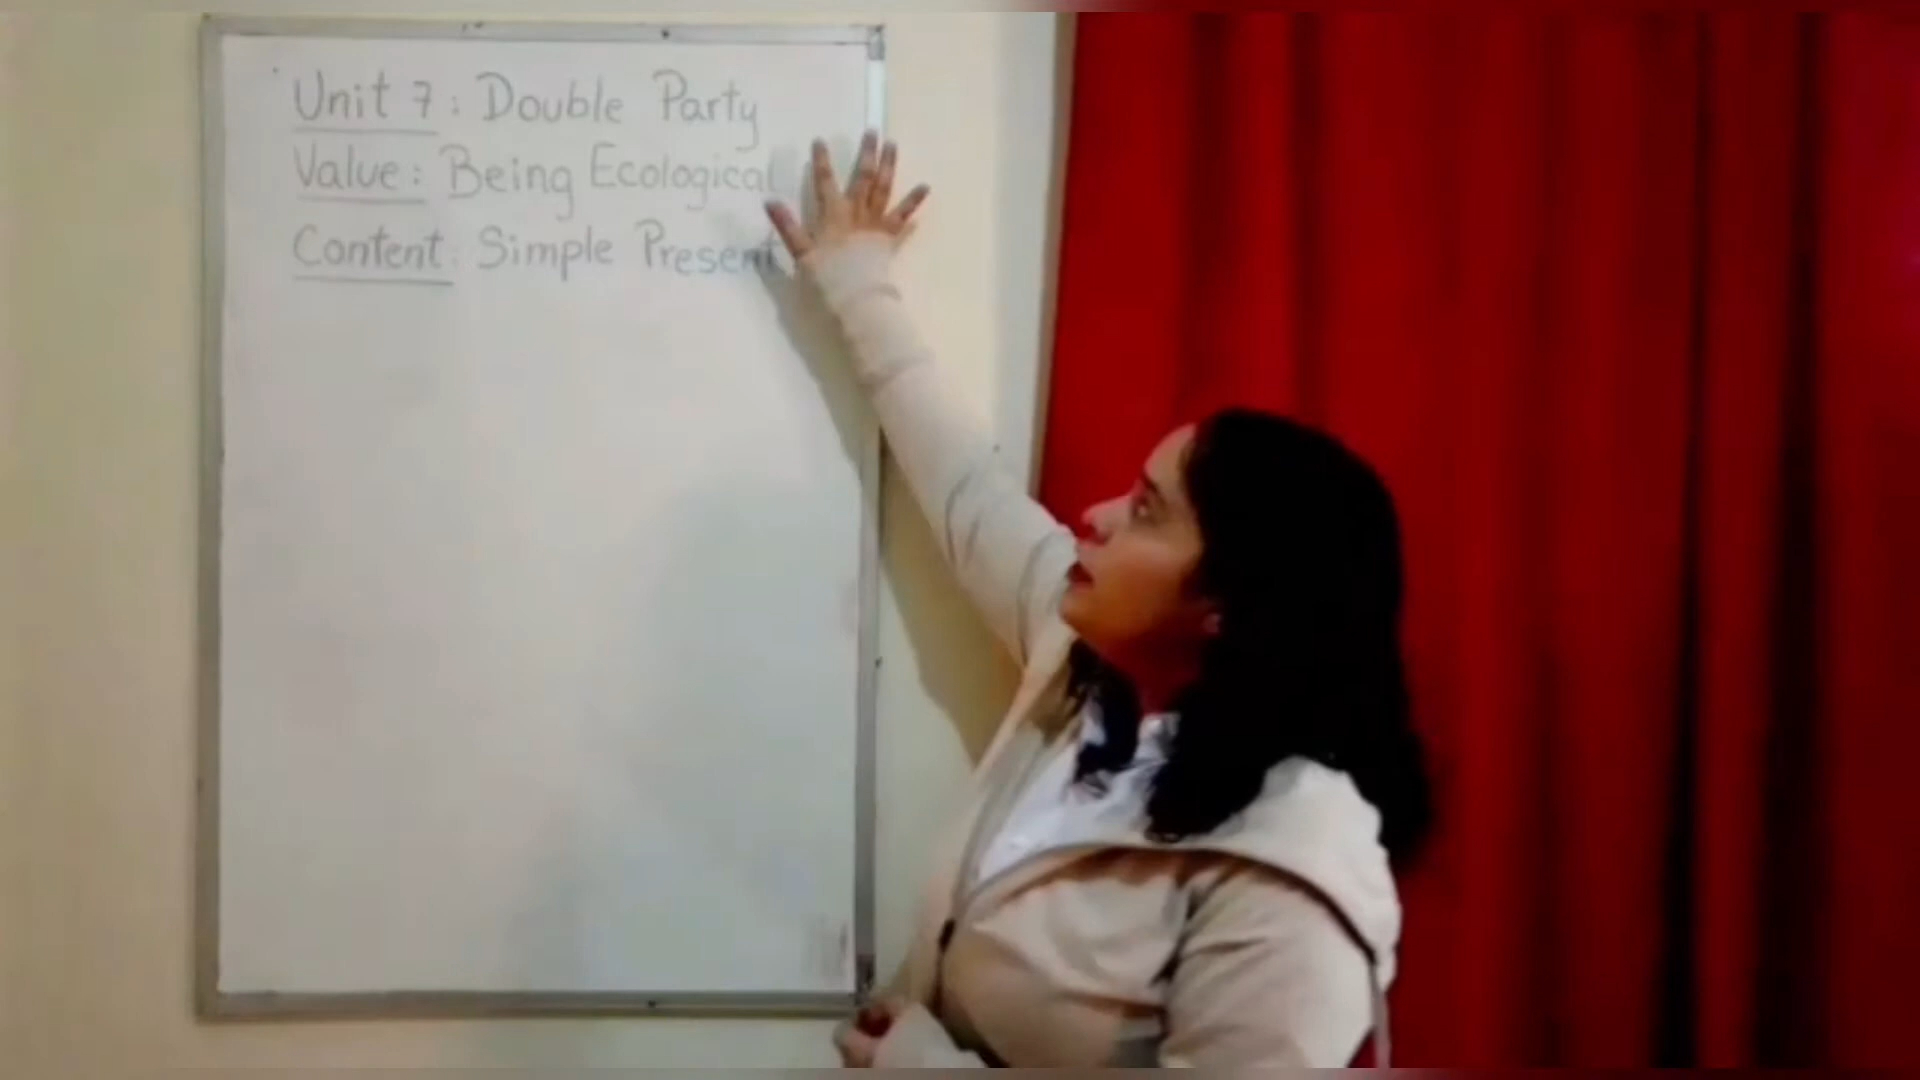 Unit 7: Double Party
Value: Being Ecological
Content: Simple Present